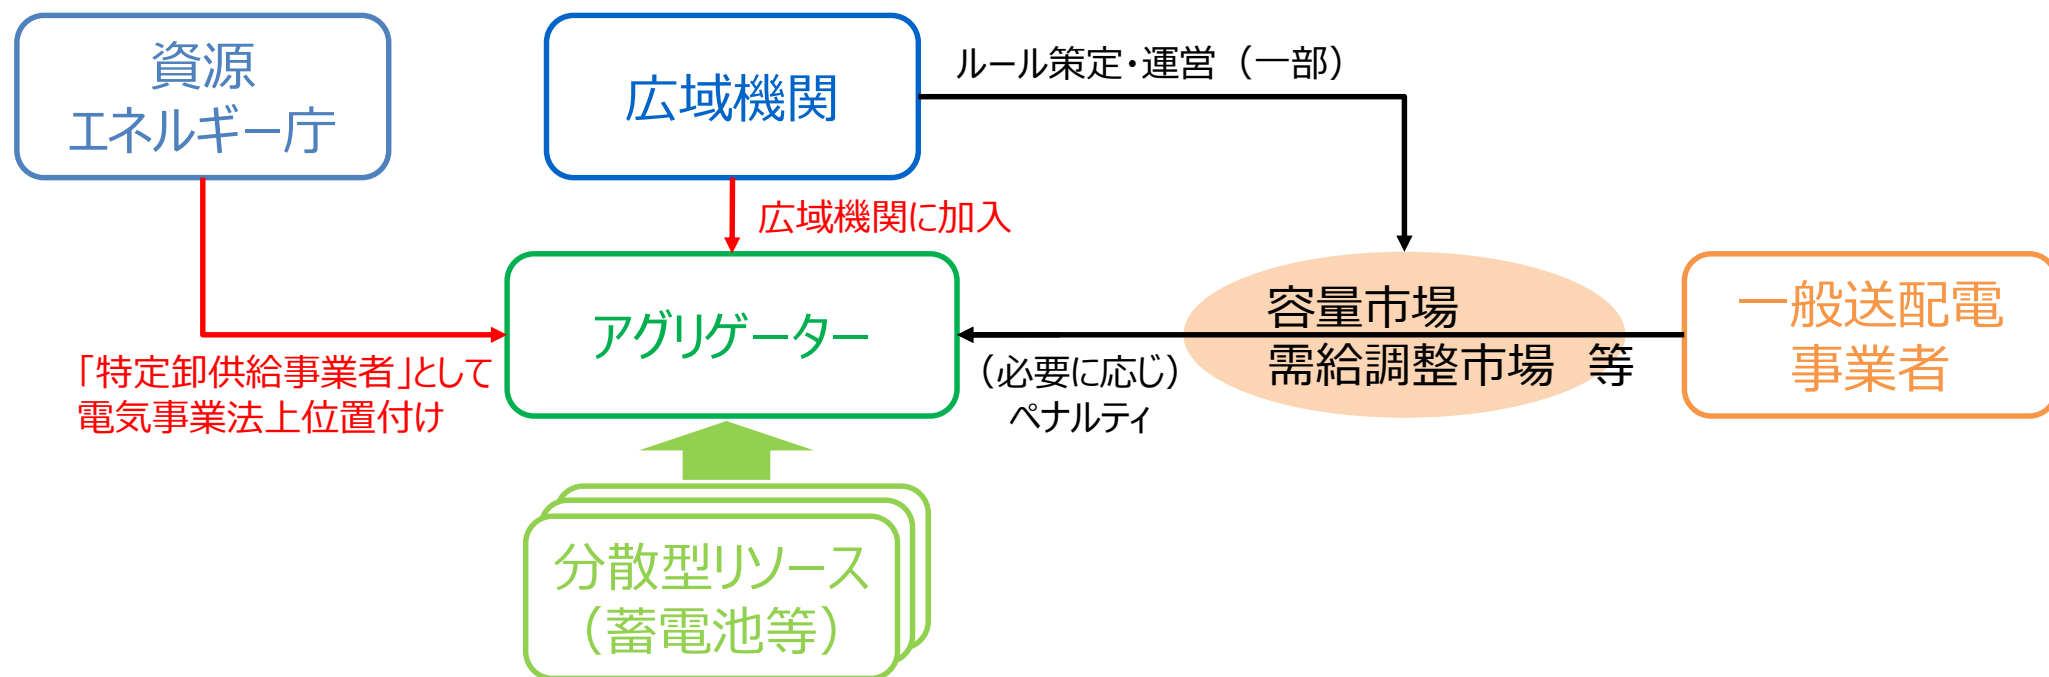 資源
エネルギー庁
広域機関
ルール策定・運営（一部）
広域機関に加入
アグリゲーター
「特定卸供給事業者」として
電気事業法上位置付け
（必要に応じ）
ペナルティ
容量市場
需給調整市場　等
一般送配電
事業者
分散型リソース
（蓄電池等）